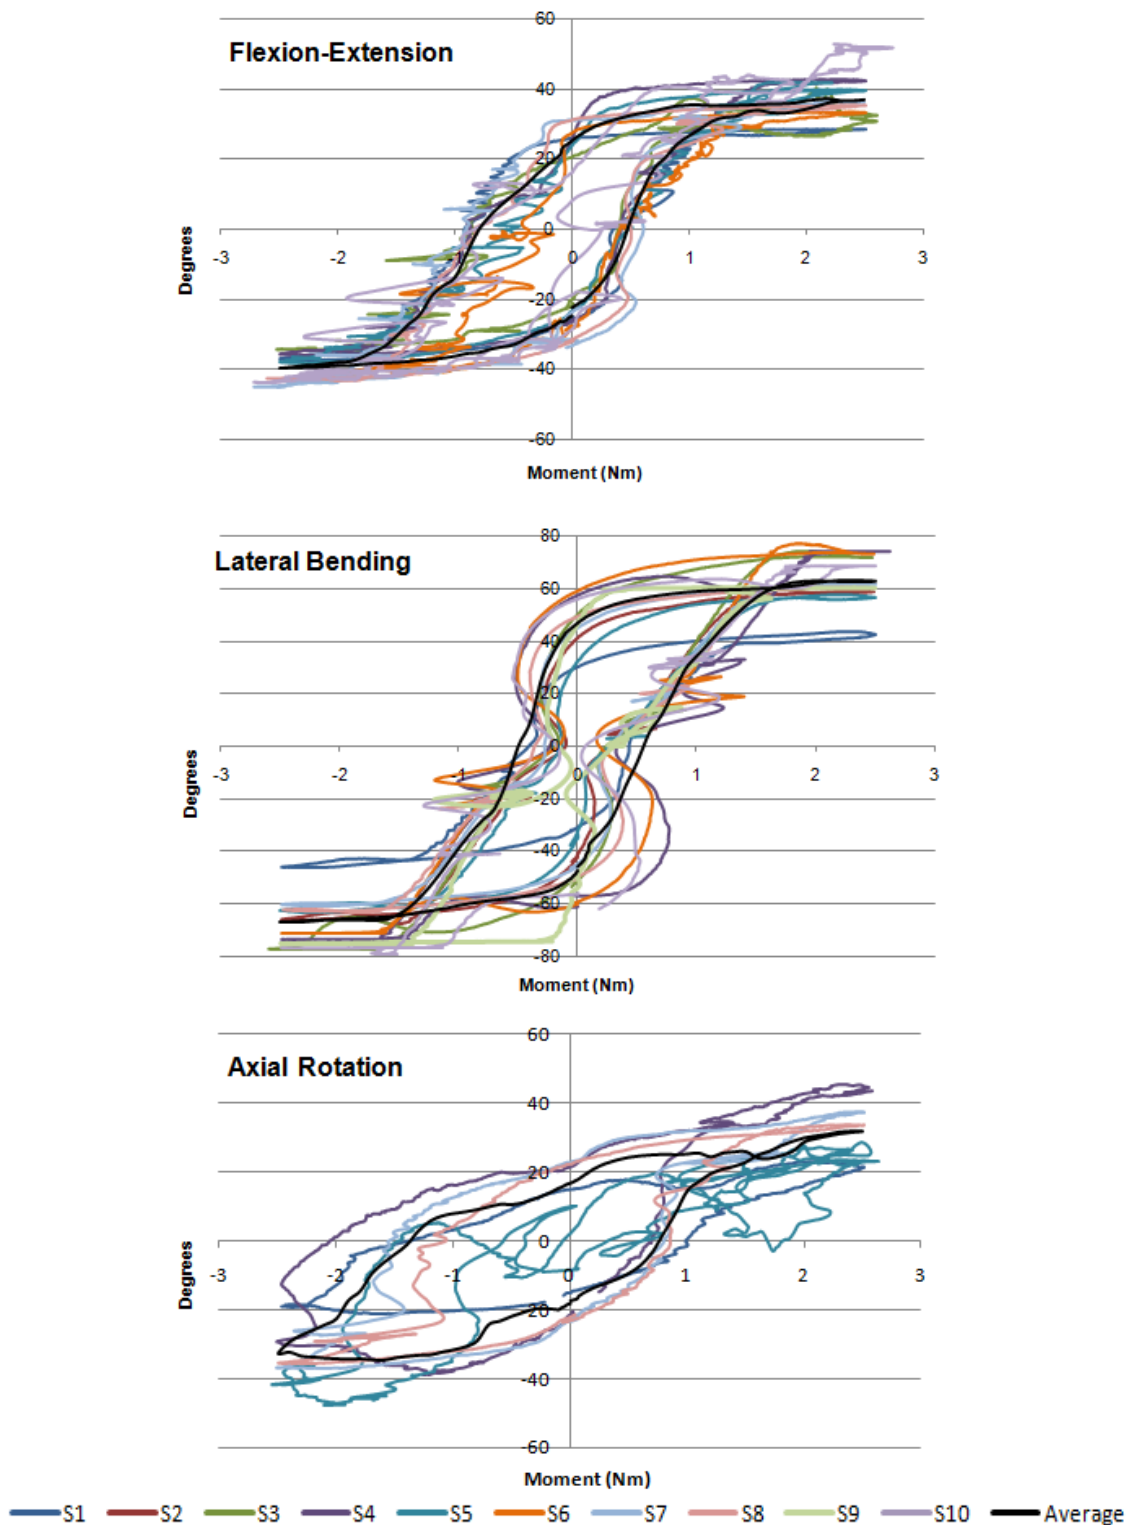 60
Flexion-Extension
40
20
0
-3 -2 -1 0 1 2 3
Degrees
-20
-40
-60
Moment (Nm)
80
Lateral Bending
60
40
20
0
-3 -2 -1 0 1 2 3
Degrees
-20
-40
-60
-80
Moment (Nm)
60
Axial Rotation
40
20
0
-3 -2 -1 0 1 2 3
Degrees
-20
-40
-60
Moment (Nm)
S1 S2 S3 S4 S5 S6 S7 S8 S9 S10 Average